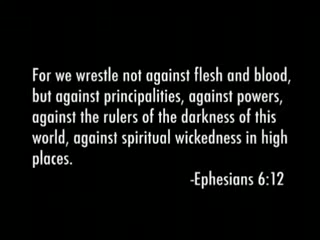 For we wrestle not against flesh and blood,
but against principalities, against powers,
against the rulers of the darkness of this
world, against spiritual wickedness in high
places.
-Ephesians 6:12